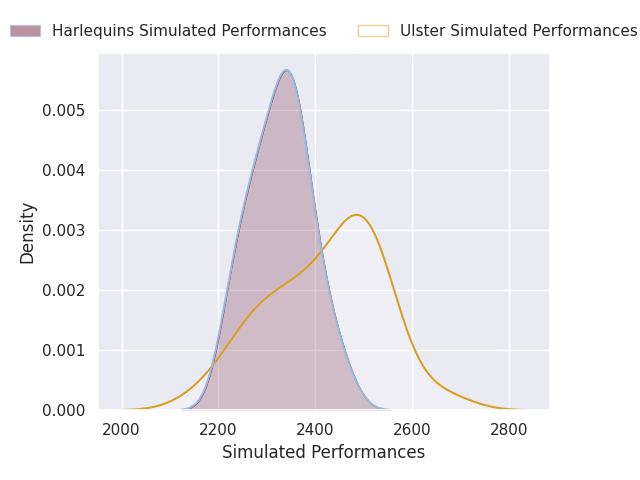 Harlequins Simulated Performances
Ulster Simulated Performances
0.005
0.004
0.003
0.002
0.001
0.000
Density
2000
2200
2400
2600
2800
Simulated Performances